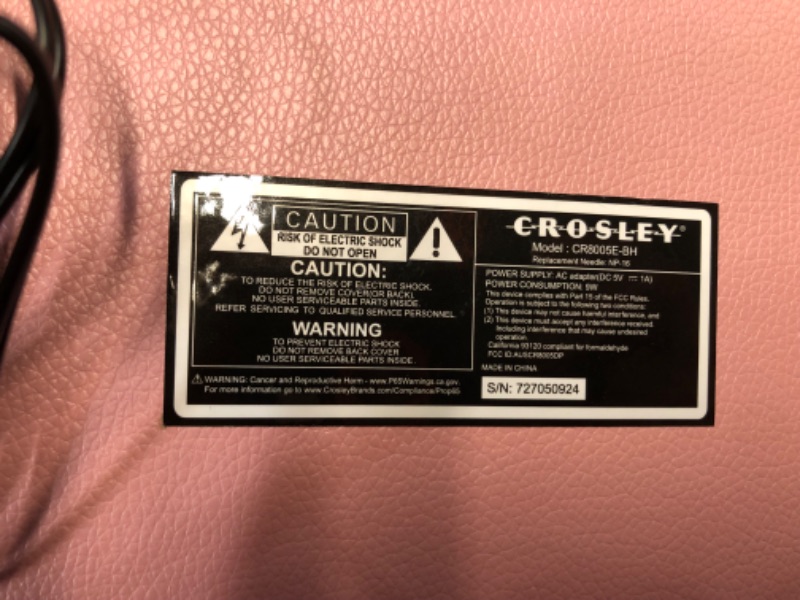 CAUTION
RISK OF ELECTRIC SHOCK
DO NOT OPEN
CAUTION:
TO REDUCE THE RISK OF ELECTRIC SHOCK.
DO NOT REMOVE COVER(OR BACK).
NO USER SERVICEABLE PARTS INSIDE.
REFER SERVICING TO QUALIFIED SERVICE PERSONNEL.
WARNING
TO PREVENT ELECTRIC SHOCK
DO NOT REMOVE BACK COVER
NO USER SERVICEABLE PARTS INSIDE.
WARNING: Cancer and Reproductive Harm - www.P65Warnings.ca.gov.
For more information go to www.CrosleyBrands.com/Compliance/Prop65
CROSLEY®
Model : CR8005E-BH
Replacement Needle: NP-16
POWER SUPPLY: AC adapter(DC 5V ⎓ 1A)
POWER CONSUMPTION: 5W
This device complies with Part 15 of the FCC Rules.
Operation is subject to the following two conditions:
(1) This device may not cause harmful interference, and
(2) This device must accept any interference received.
Including interference that may cause undesired
operation.
California 93120 compliant for formaldehyde
FCC ID:AUSCR8005DP
MADE IN CHINA
S/N: 727050924